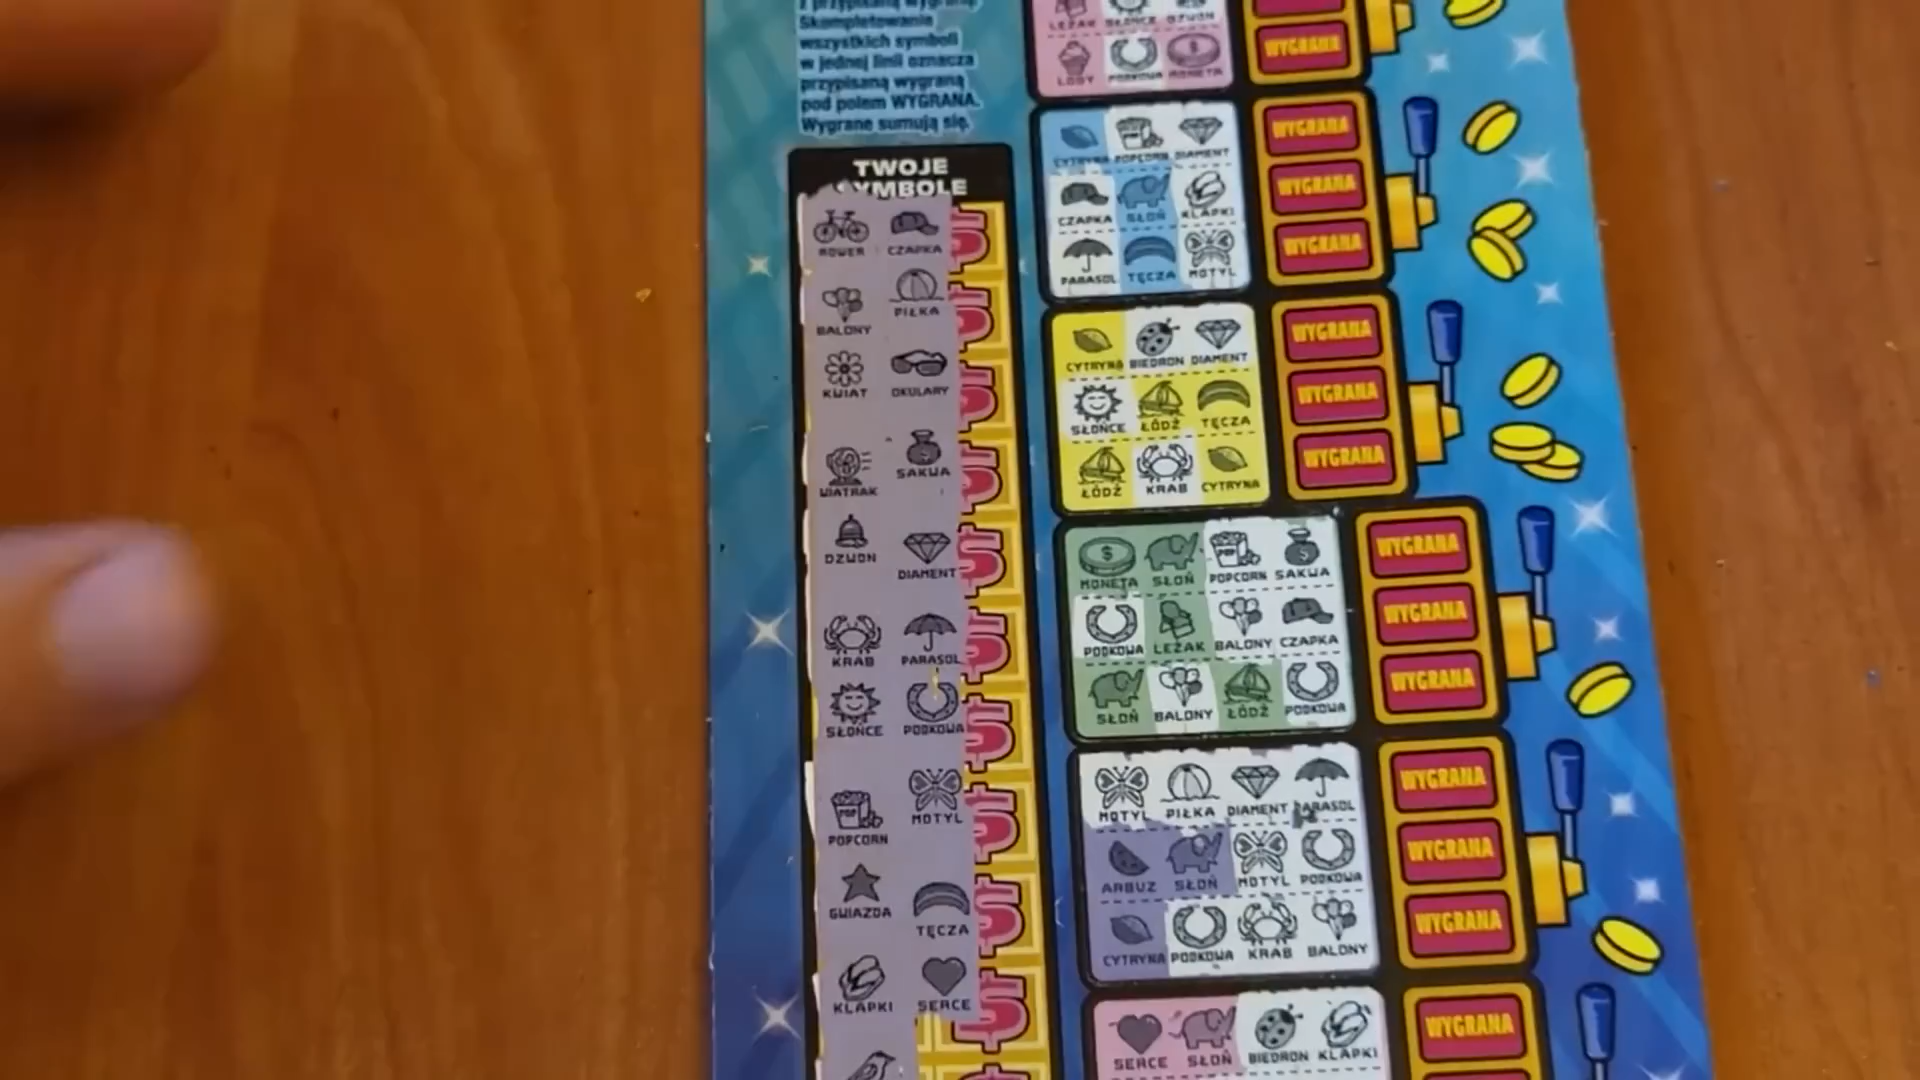 z przypisaną wygraną.
Skompletowanie
wszystkich symboli
w jednej linii oznacza
przypisaną wygraną
pod polem WYGRANA.
Wygrane sumują się.
TWOJE
SYMBOLE
ROWER CZAPKA
BALONY PIŁKA
KWIAT OKULARY
WIATRAK SAKWA
DZWON DIAMENT
KRAB PARASOL
SŁOŃCE PODKOWA
POPCORN MOTYL
GWIAZDA TĘCZA
KLAPKI SERCE
LEŻAK SŁOŃCE DZWON
LODY PODKOWA MONETA
WYGRANA
CYTRYNA POPCORN DIAMENT
WYGRANA
CZAPKA SŁOŃ KLAPKI
WYGRANA
PARASOL TĘCZA MOTYL
WYGRANA
CYTRYNA BIEDRON DIAMENT
WYGRANA
SŁOŃCE ŁÓDŹ TĘCZA
WYGRANA
ŁÓDŹ KRAB CYTRYNA
WYGRANA
MONETA SŁOŃ POPCORN SAKWA
WYGRANA
PODKOWA LEŻAK BALONY CZAPKA
WYGRANA
SŁOŃ BALONY ŁÓDŹ PODKOWA
WYGRANA
MOTYL PIŁKA DIAMENT PARASOL
WYGRANA
ARBUZ SŁOŃ MOTYL PODKOWA
WYGRANA
CYTRYNA PODKOWA KRAB BALONY
WYGRANA
SERCE SŁOŃ BIEDRON KLAPKI
WYGRANA